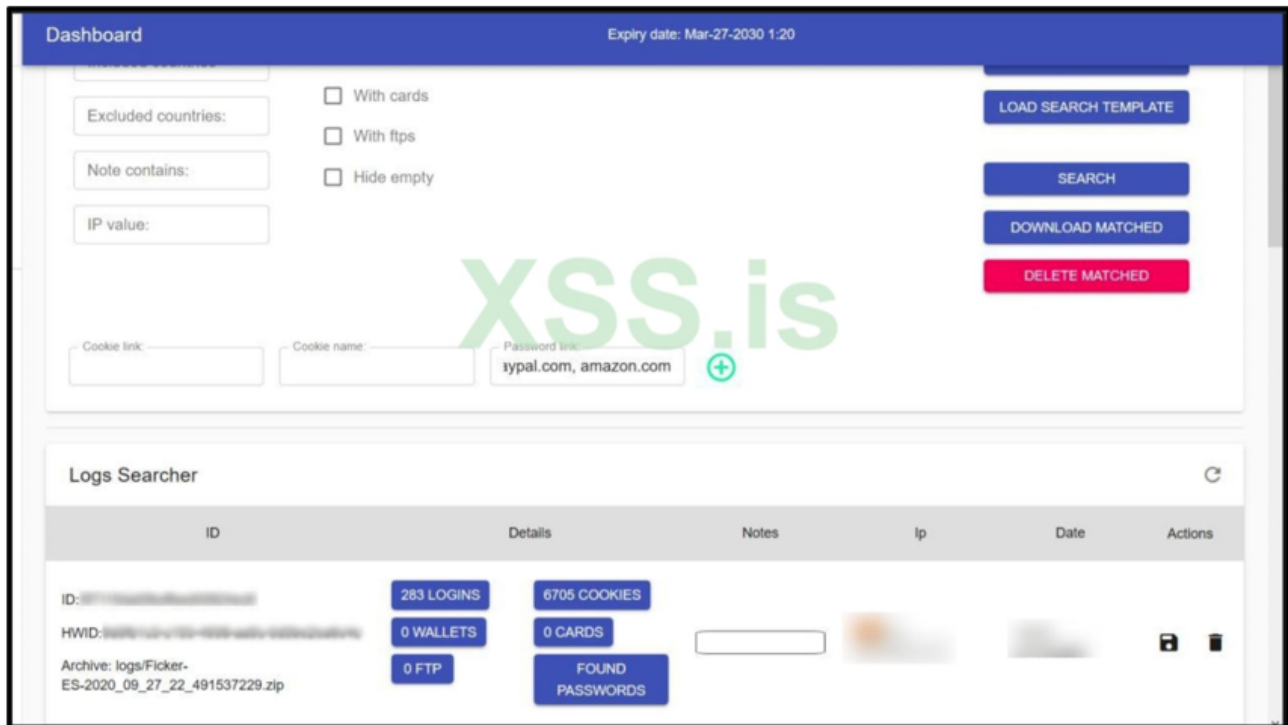 Dashboard
Expiry date: Mar-27-2030 1:20
Included countries
With cards
LOAD SEARCH TEMPLATE
Excluded countries:
With ftps
Note contains:
Hide empty
SEARCH
IP value:
DOWNLOAD MATCHED
DELETE MATCHED
XSS.is
Cookie link:
Cookie name:
Password link:
aypal.com, amazon.com
Logs Searcher
ID
Details
Notes
Ip
Date
Actions
ID:
283 LOGINS
6705 COOKIES
HWID:
0 WALLETS
0 CARDS
Archive: logs/Ficker-
ES-2020_09_27_22_491537229.zip
0 FTP
FOUND
PASSWORDS